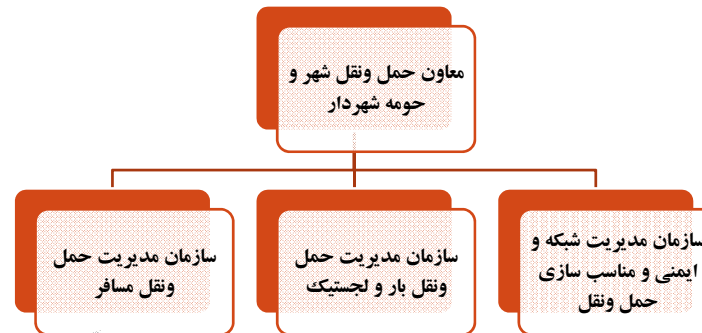 معاون حمل ونقل شهر و
حومه شهردار
سازمان مدیریت شبکه و
ایمنی و مناسب سازی
حمل ونقل
سازمان مدیریت حمل
ونقل بار و لجستیک
سازمان مدیریت حمل
ونقل مسافر